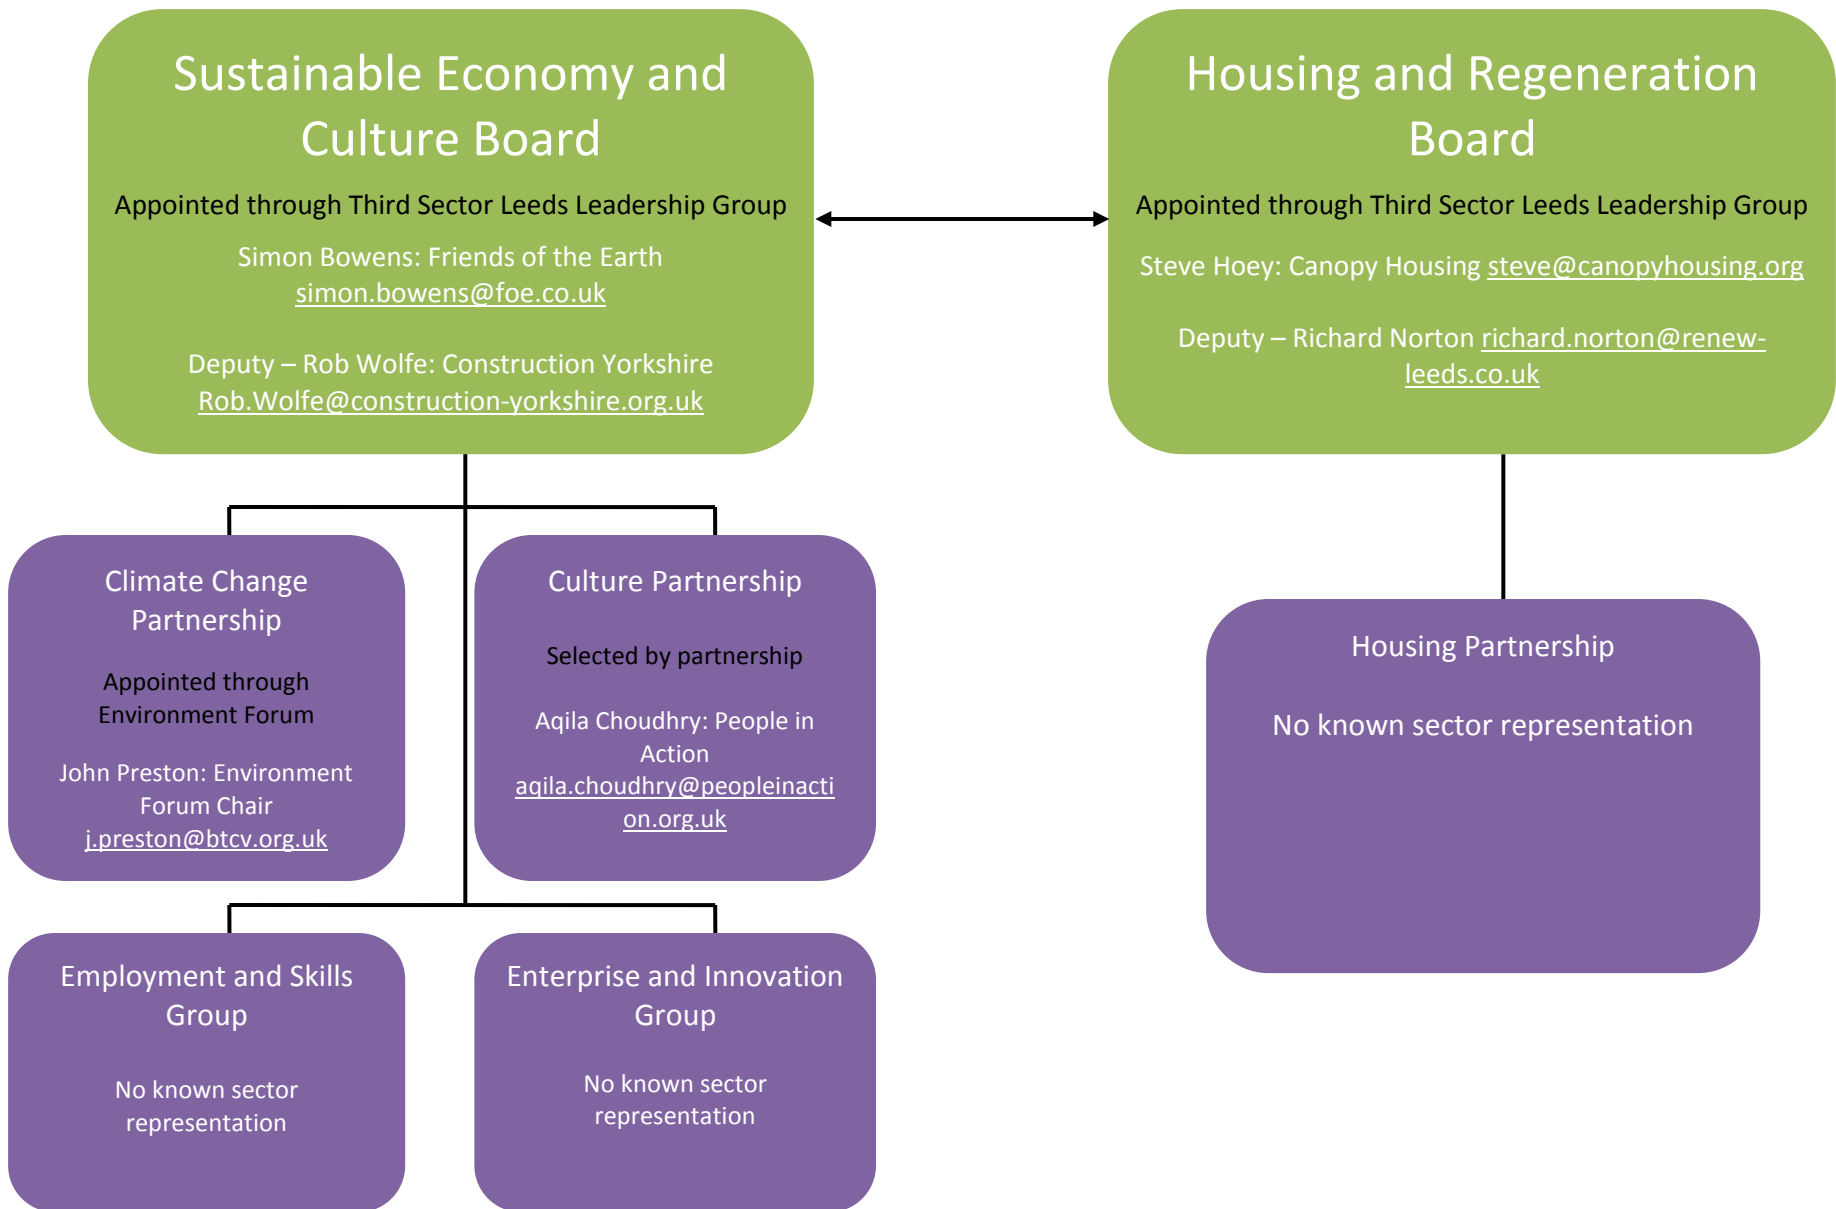 Sustainable Economy and
Culture Board
Appointed through Third Sector Leeds Leadership Group
Simon Bowens: Friends of the Earth
simon.bowens@foe.co.uk
Deputy – Rob Wolfe: Construction Yorkshire
Rob.Wolfe@construction-yorkshire.org.uk
Housing and Regeneration
Board
Appointed through Third Sector Leeds Leadership Group
Steve Hoey: Canopy Housing steve@canopyhousing.org
Deputy – Richard Norton richard.norton@renew-
leeds.co.uk
Climate Change
Partnership
Appointed through
Environment Forum
John Preston: Environment
Forum Chair
j.preston@btcv.org.uk
Culture Partnership
Selected by partnership
Aqila Choudhry: People in
Action
aqila.choudhry@peopleinacti
on.org.uk
Housing Partnership
No known sector representation
Employment and Skills
Group
No known sector
representation
Enterprise and Innovation
Group
No known sector
representation